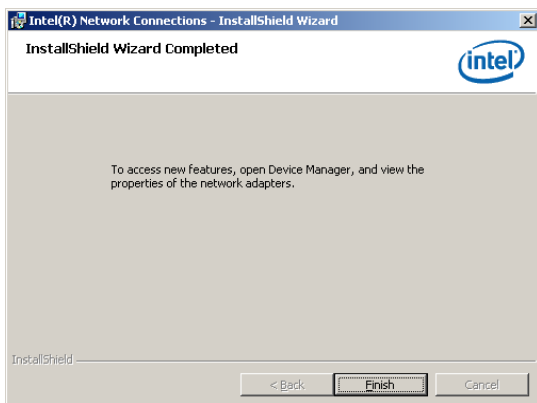 Intel(R) Network Connections - InstallShield Wizard
InstallShield Wizard Completed
intel
To access new features, open Device Manager, and view the
properties of the network adapters.
InstallShield
< Back
Finish
Cancel